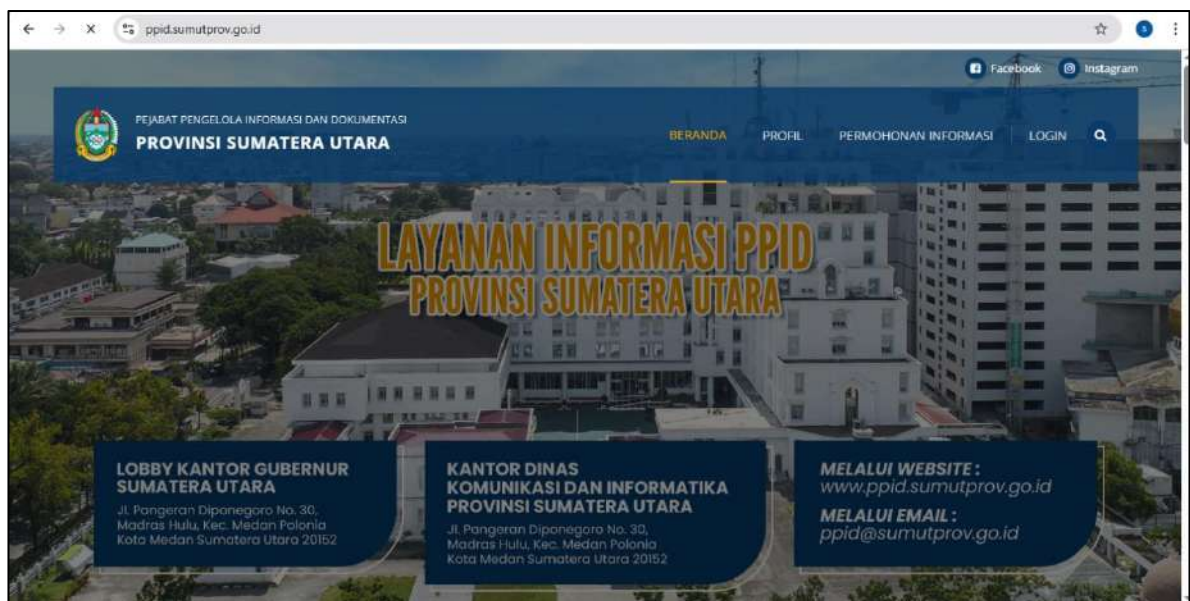 ppid.sumutprov.go.id
Facebook Instagram
PEJABAT PENGELOLA INFORMASI DAN DOKUMENTASI
PROVINSI SUMATERA UTARA
BERANDA PROFIL PERMOHONAN INFORMASI LOGIN
LAYANAN INFORMASI PPID
PROVINSI SUMATERA UTARA
LOBBY KANTOR GUBERNUR
SUMATERA UTARA
Jl. Pangeran Diponegoro No. 30,
Madras Hulu, Kec. Medan Polonia
Kota Medan Sumatera Utara 20152
KANTOR DINAS
KOMUNIKASI DAN INFORMATIKA
PROVINSI SUMATERA UTARA
Jl. Pangeran Diponegoro No. 30,
Madras Hulu, Kec. Medan Polonia
Kota Medan Sumatera Utara 20152
MELALUI WEBSITE :
www.ppid.sumutprov.go.id
MELALUI EMAIL :
ppid@sumutprov.go.id